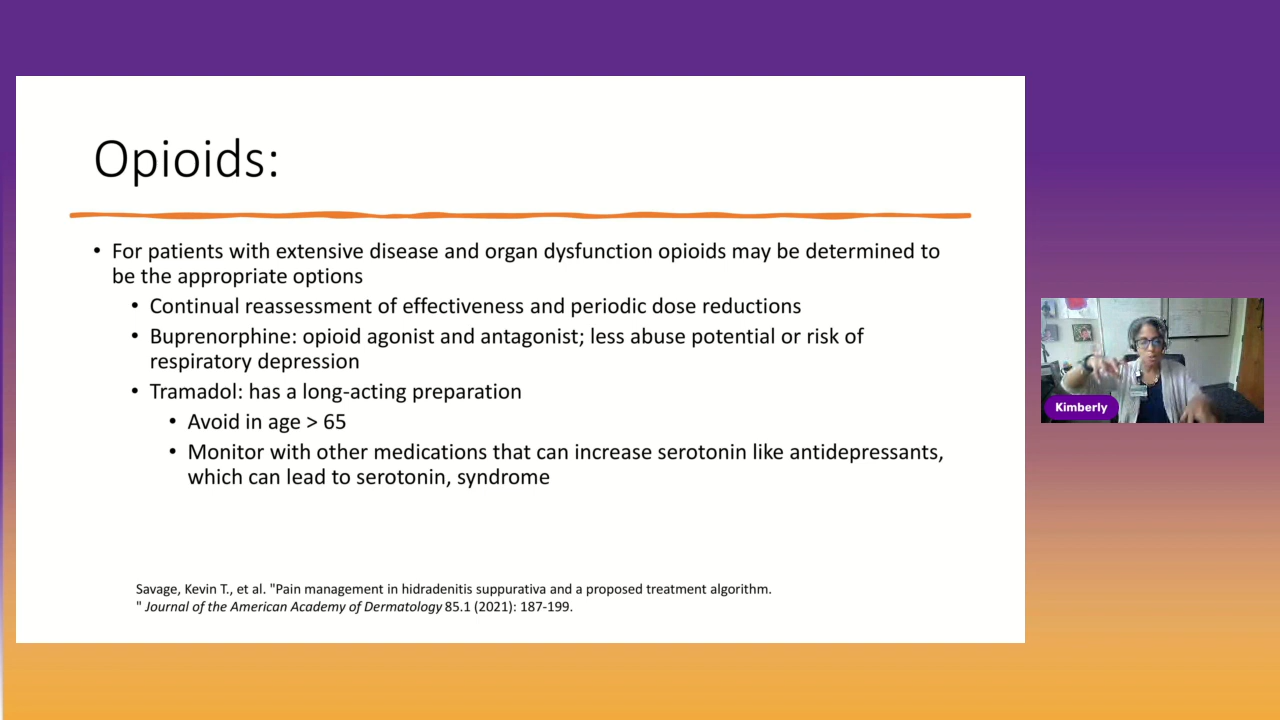 Opioids:
• For patients with extensive disease and organ dysfunction opioids may be determined to
be the appropriate options
• Continual reassessment of effectiveness and periodic dose reductions
• Buprenorphine: opioid agonist and antagonist; less abuse potential or risk of
respiratory depression
• Tramadol: has a long-acting preparation
• Avoid in age > 65
• Monitor with other medications that can increase serotonin like antidepressants,
which can lead to serotonin, syndrome
Savage, Kevin T., et al. "Pain management in hidradenitis suppurativa and a proposed treatment algorithm.
" Journal of the American Academy of Dermatology 85.1 (2021): 187-199.
Kimberly